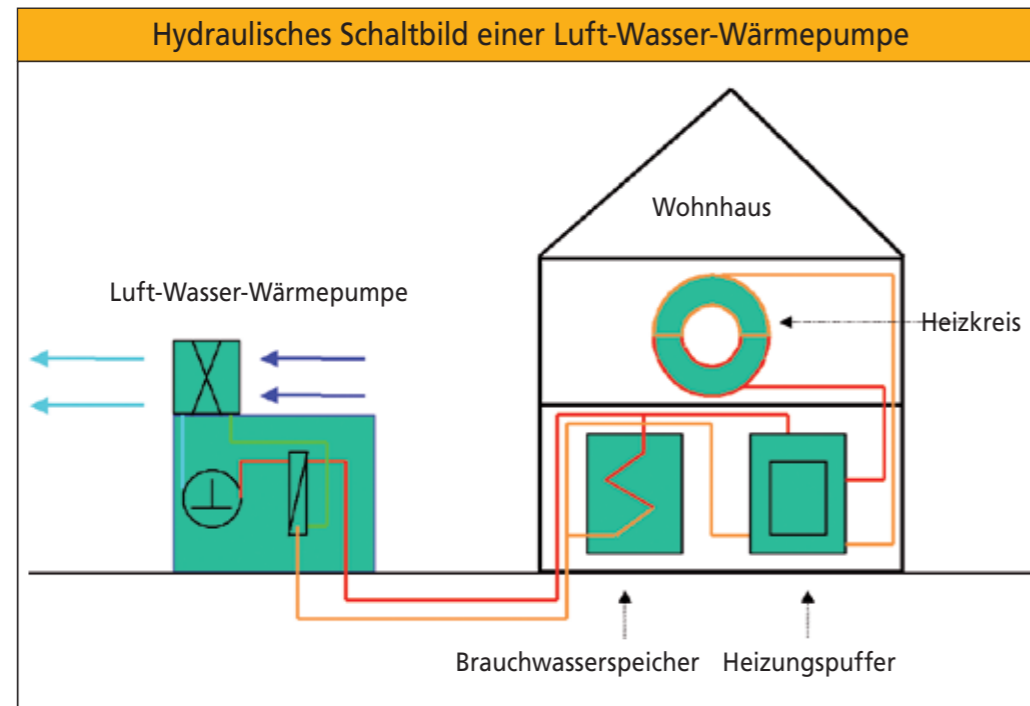 Hydraulisches Schaltbild einer Luft-Wasser-Wärmepumpe
Wohnhaus
Luft-Wasser-Wärmepumpe
Heizkreis
Brauchwasserspeicher
Heizungspuffer